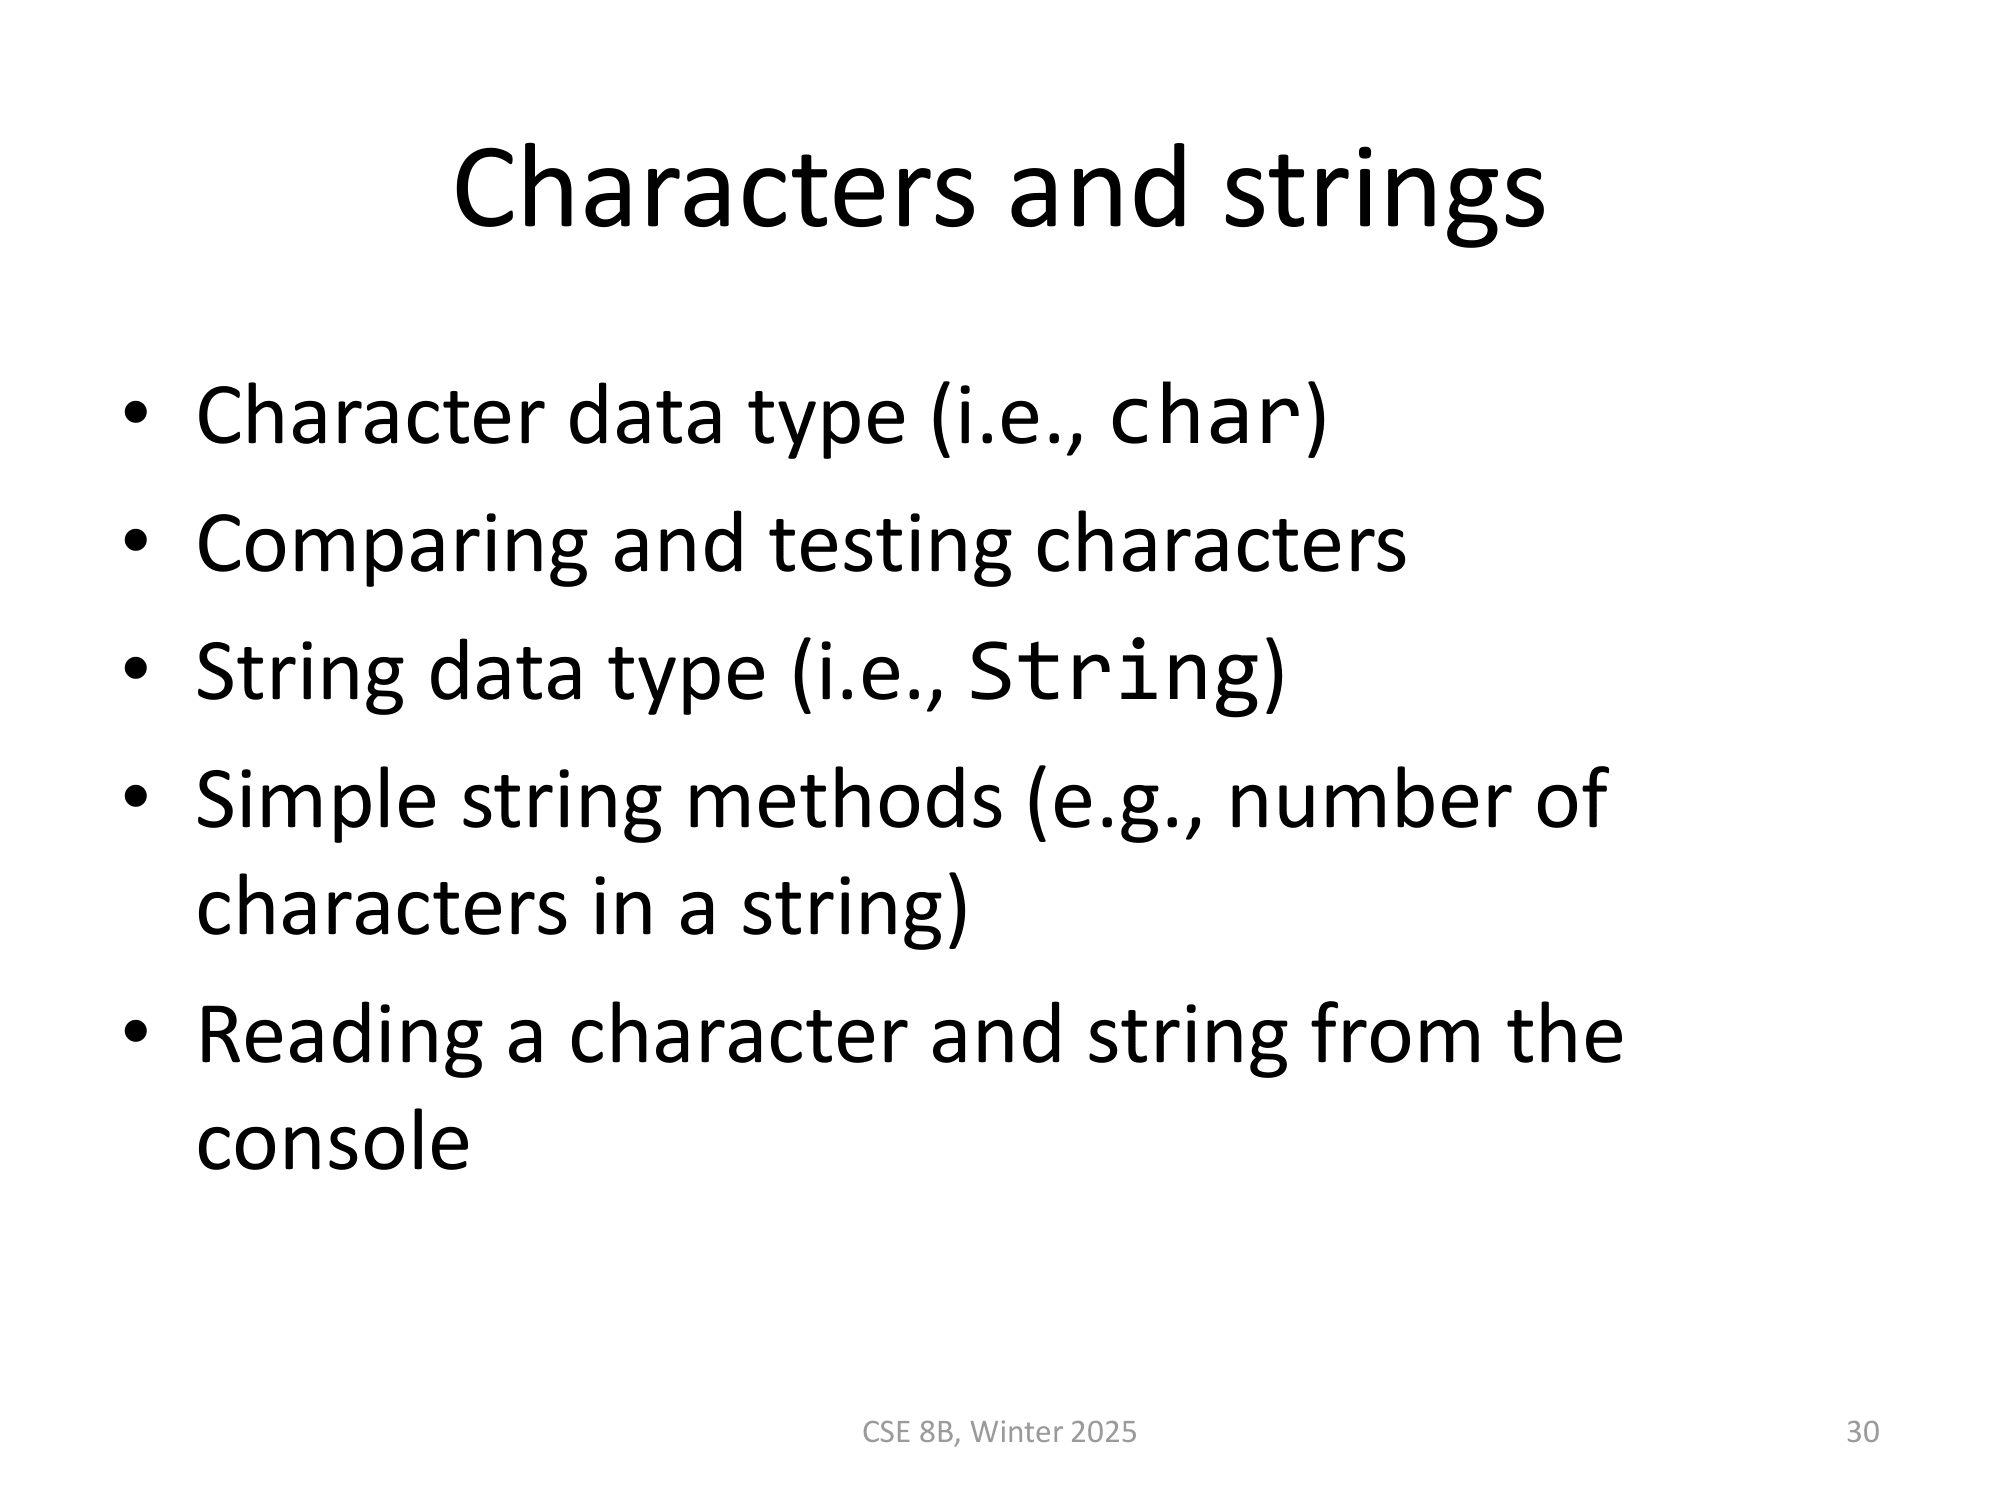 Characters and strings
• Character data type (i.e., char)
• Comparing and testing characters
• String data type (i.e., String)
• Simple string methods (e.g., number of
characters in a string)
• Reading a character and string from the
console
CSE 8B, Winter 2025
30